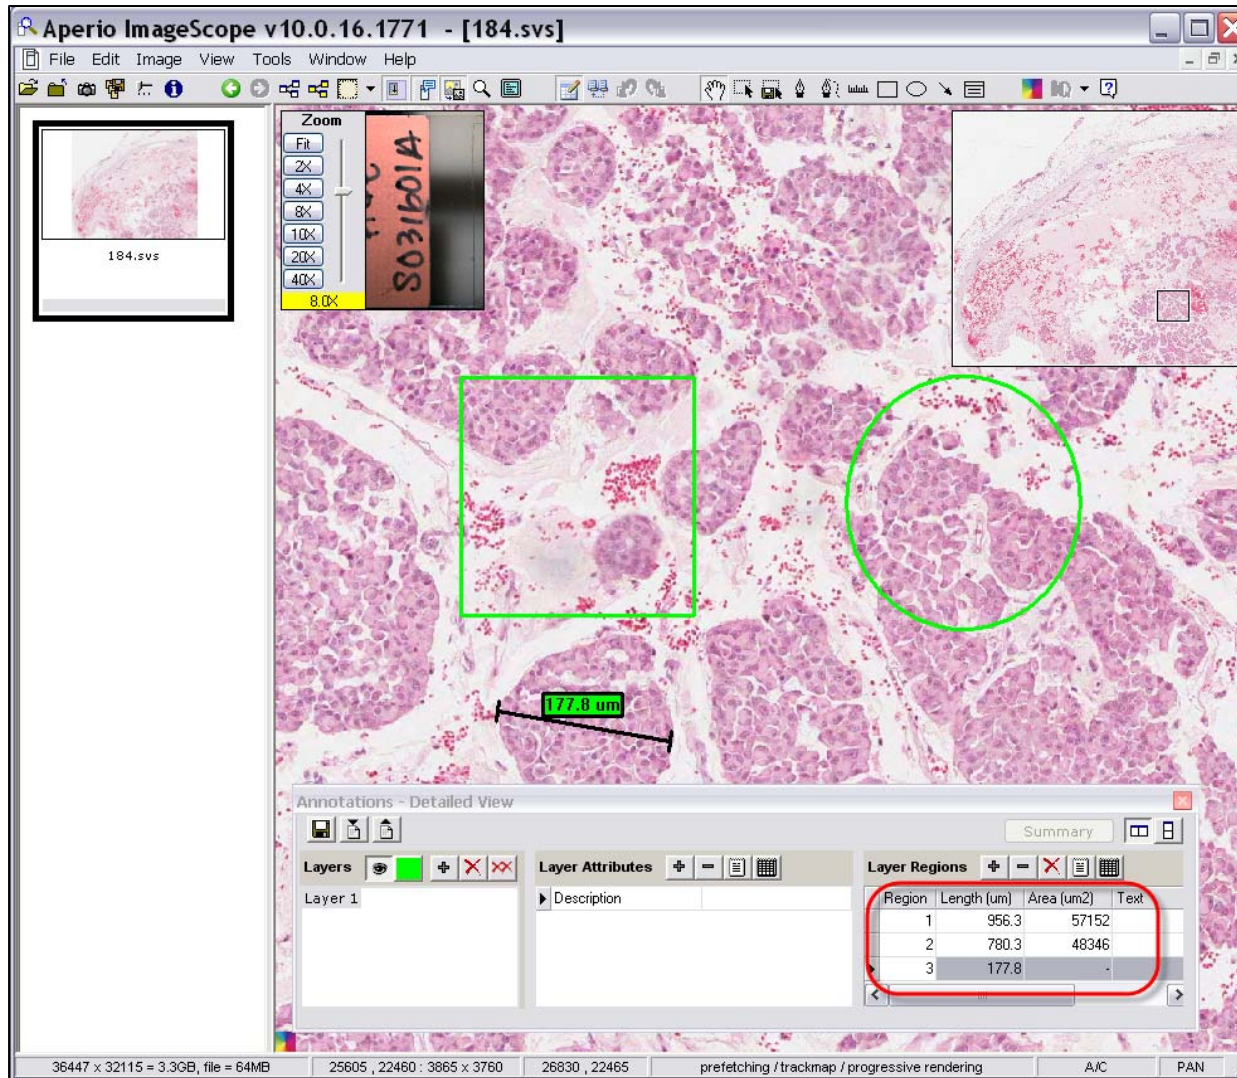 Aperio ImageScope v10.0.16.1771 - [184.svs]
File Edit Image View Tools Window Help
184.svs
Zoom
Fit
2X
4X
8X
10X
20X
40X
8.0X
S031601A
177.8 um
Annotations - Detailed View
Summary
Layers
Layer Attributes
Layer Regions
Layer 1
Description
Region Length (um) Area (um2) Text
1 956.3 57152
2 780.3 48346
3 177.8 -
36447 x 32115 = 3.3GB, file = 64MB 25605 , 22460 : 3865 x 3760 26830 , 22465 prefetching / trackmap / progressive rendering A/C PAN